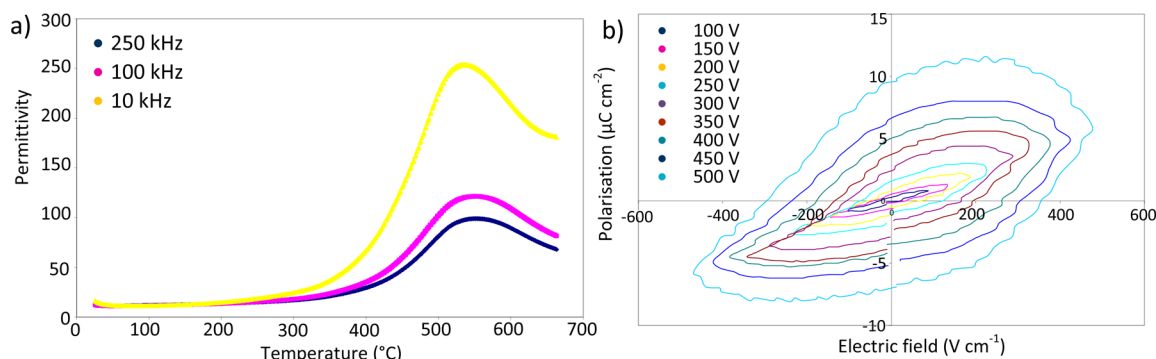 a)
300
250
200
150
100
50
0
Permittivity
250 kHz
100 kHz
10 kHz
0
100
200
300
400
500
600
700
Temperature (°C)
b)
100 V
150 V
200 V
250 V
300 V
350 V
400 V
450 V
500 V
Polarisation (µC cm⁻²)
15
10
5
0
-5
-10
-600
-400
-200
0
200
400
600
Electric field (V cm⁻¹)